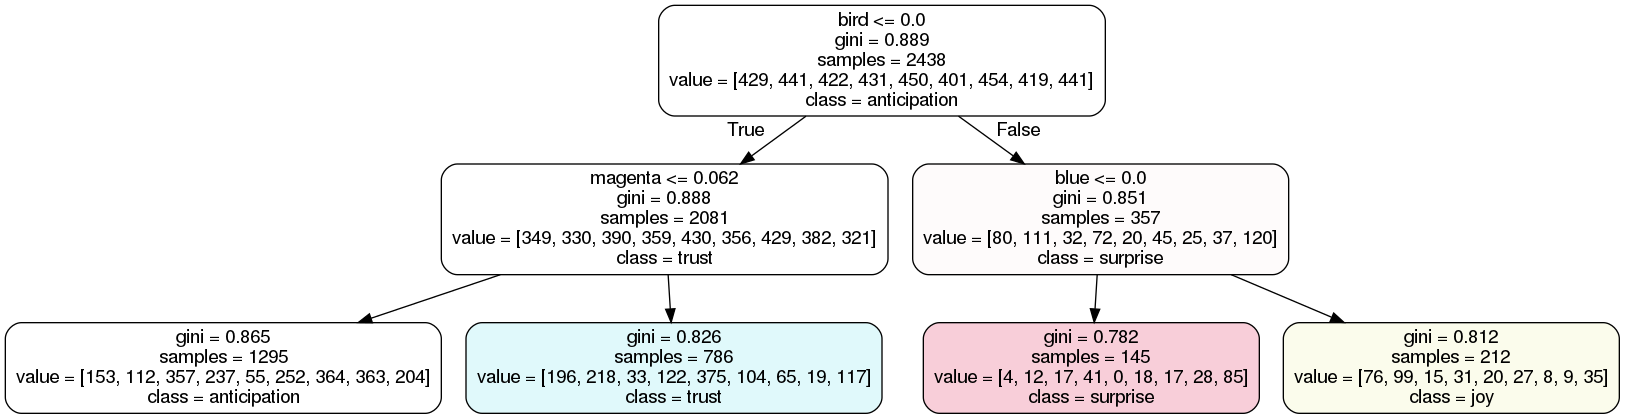 bird <= 0.0
gini = 0.889
samples = 2438
value = [429, 441, 422, 431, 450, 401, 454, 419, 441]
class = anticipation
True
False
magenta <= 0.062
gini = 0.888
samples = 2081
value = [349, 330, 390, 359, 430, 356, 429, 382, 321]
class = trust
blue <= 0.0
gini = 0.851
samples = 357
value = [80, 111, 32, 72, 20, 45, 25, 37, 120]
class = surprise
gini = 0.865
samples = 1295
value = [153, 112, 357, 237, 55, 252, 364, 363, 204]
class = anticipation
gini = 0.826
samples = 786
value = [196, 218, 33, 122, 375, 104, 65, 19, 117]
class = trust
gini = 0.782
samples = 145
value = [4, 12, 17, 41, 0, 18, 17, 28, 85]
class = surprise
gini = 0.812
samples = 212
value = [76, 99, 15, 31, 20, 27, 8, 9, 35]
class = joy